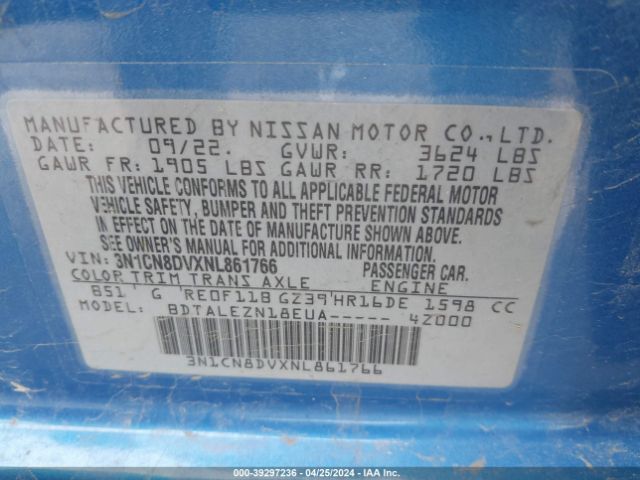 MANUFACTURED BY NISSAN MOTOR CO., LTD.
DATE: 09/22. GVWR: 3624 LBS
GAWR FR: 1905 LBS GAWR RR: 1720 LBS
THIS VEHICLE CONFORMS TO ALL APPLICABLE FEDERAL MOTOR
VEHICLE SAFETY, BUMPER AND THEFT PREVENTION STANDARDS
IN EFFECT ON THE DATE OF MANUFACTURE SHOWN ABOVE.
SEE OWNER'S MANUAL FOR ADDITIONAL INFORMATION.
VIN: 3N1CN8DVXNL861766 PASSENGER CAR.
COLOR TRIM TRANS AXLE ENGINE
B51 G RE0F11B GZ39 HR16DE 1598 CC
BDTALEZN18EUA----- 4Z000
3N1CN8DVXNL861766
000-39297236 - 04/25/2024 - IAA Inc.